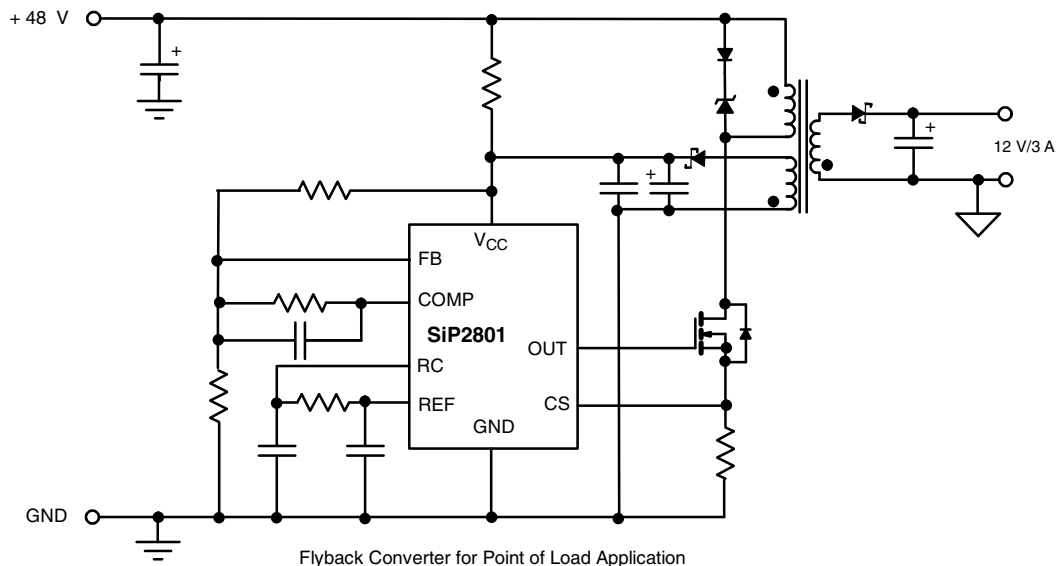 + 48 V
+
+
12 V/3 A
+
VCC
FB
COMP
SiP2801
OUT
RC
REF
CS
GND
GND
Flyback Converter for Point of Load Application